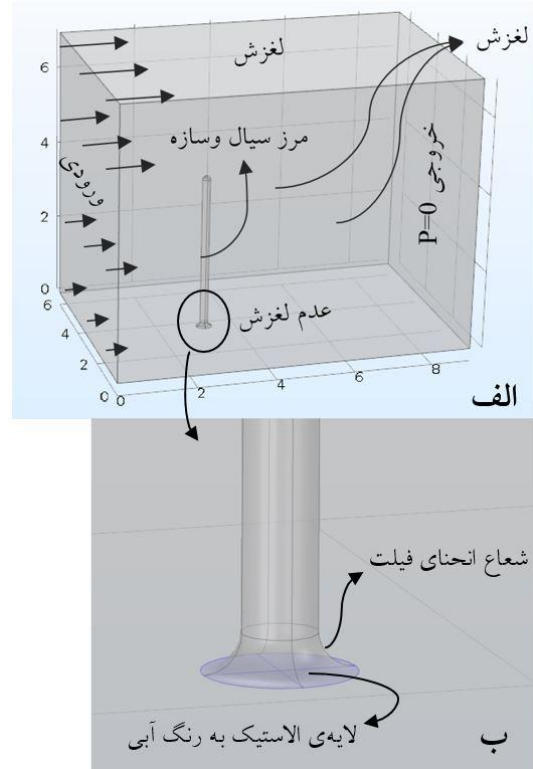 لغزش
لغزش
6
4
2
0
مرز سیال وسازه
ورودی
خروجی P=0
عدم لغزش
6
4
2
0
0
2
4
6
8
الف
شعاع انحنای فیلت
لایه‌ی الاستیک به رنگ آبی
ب